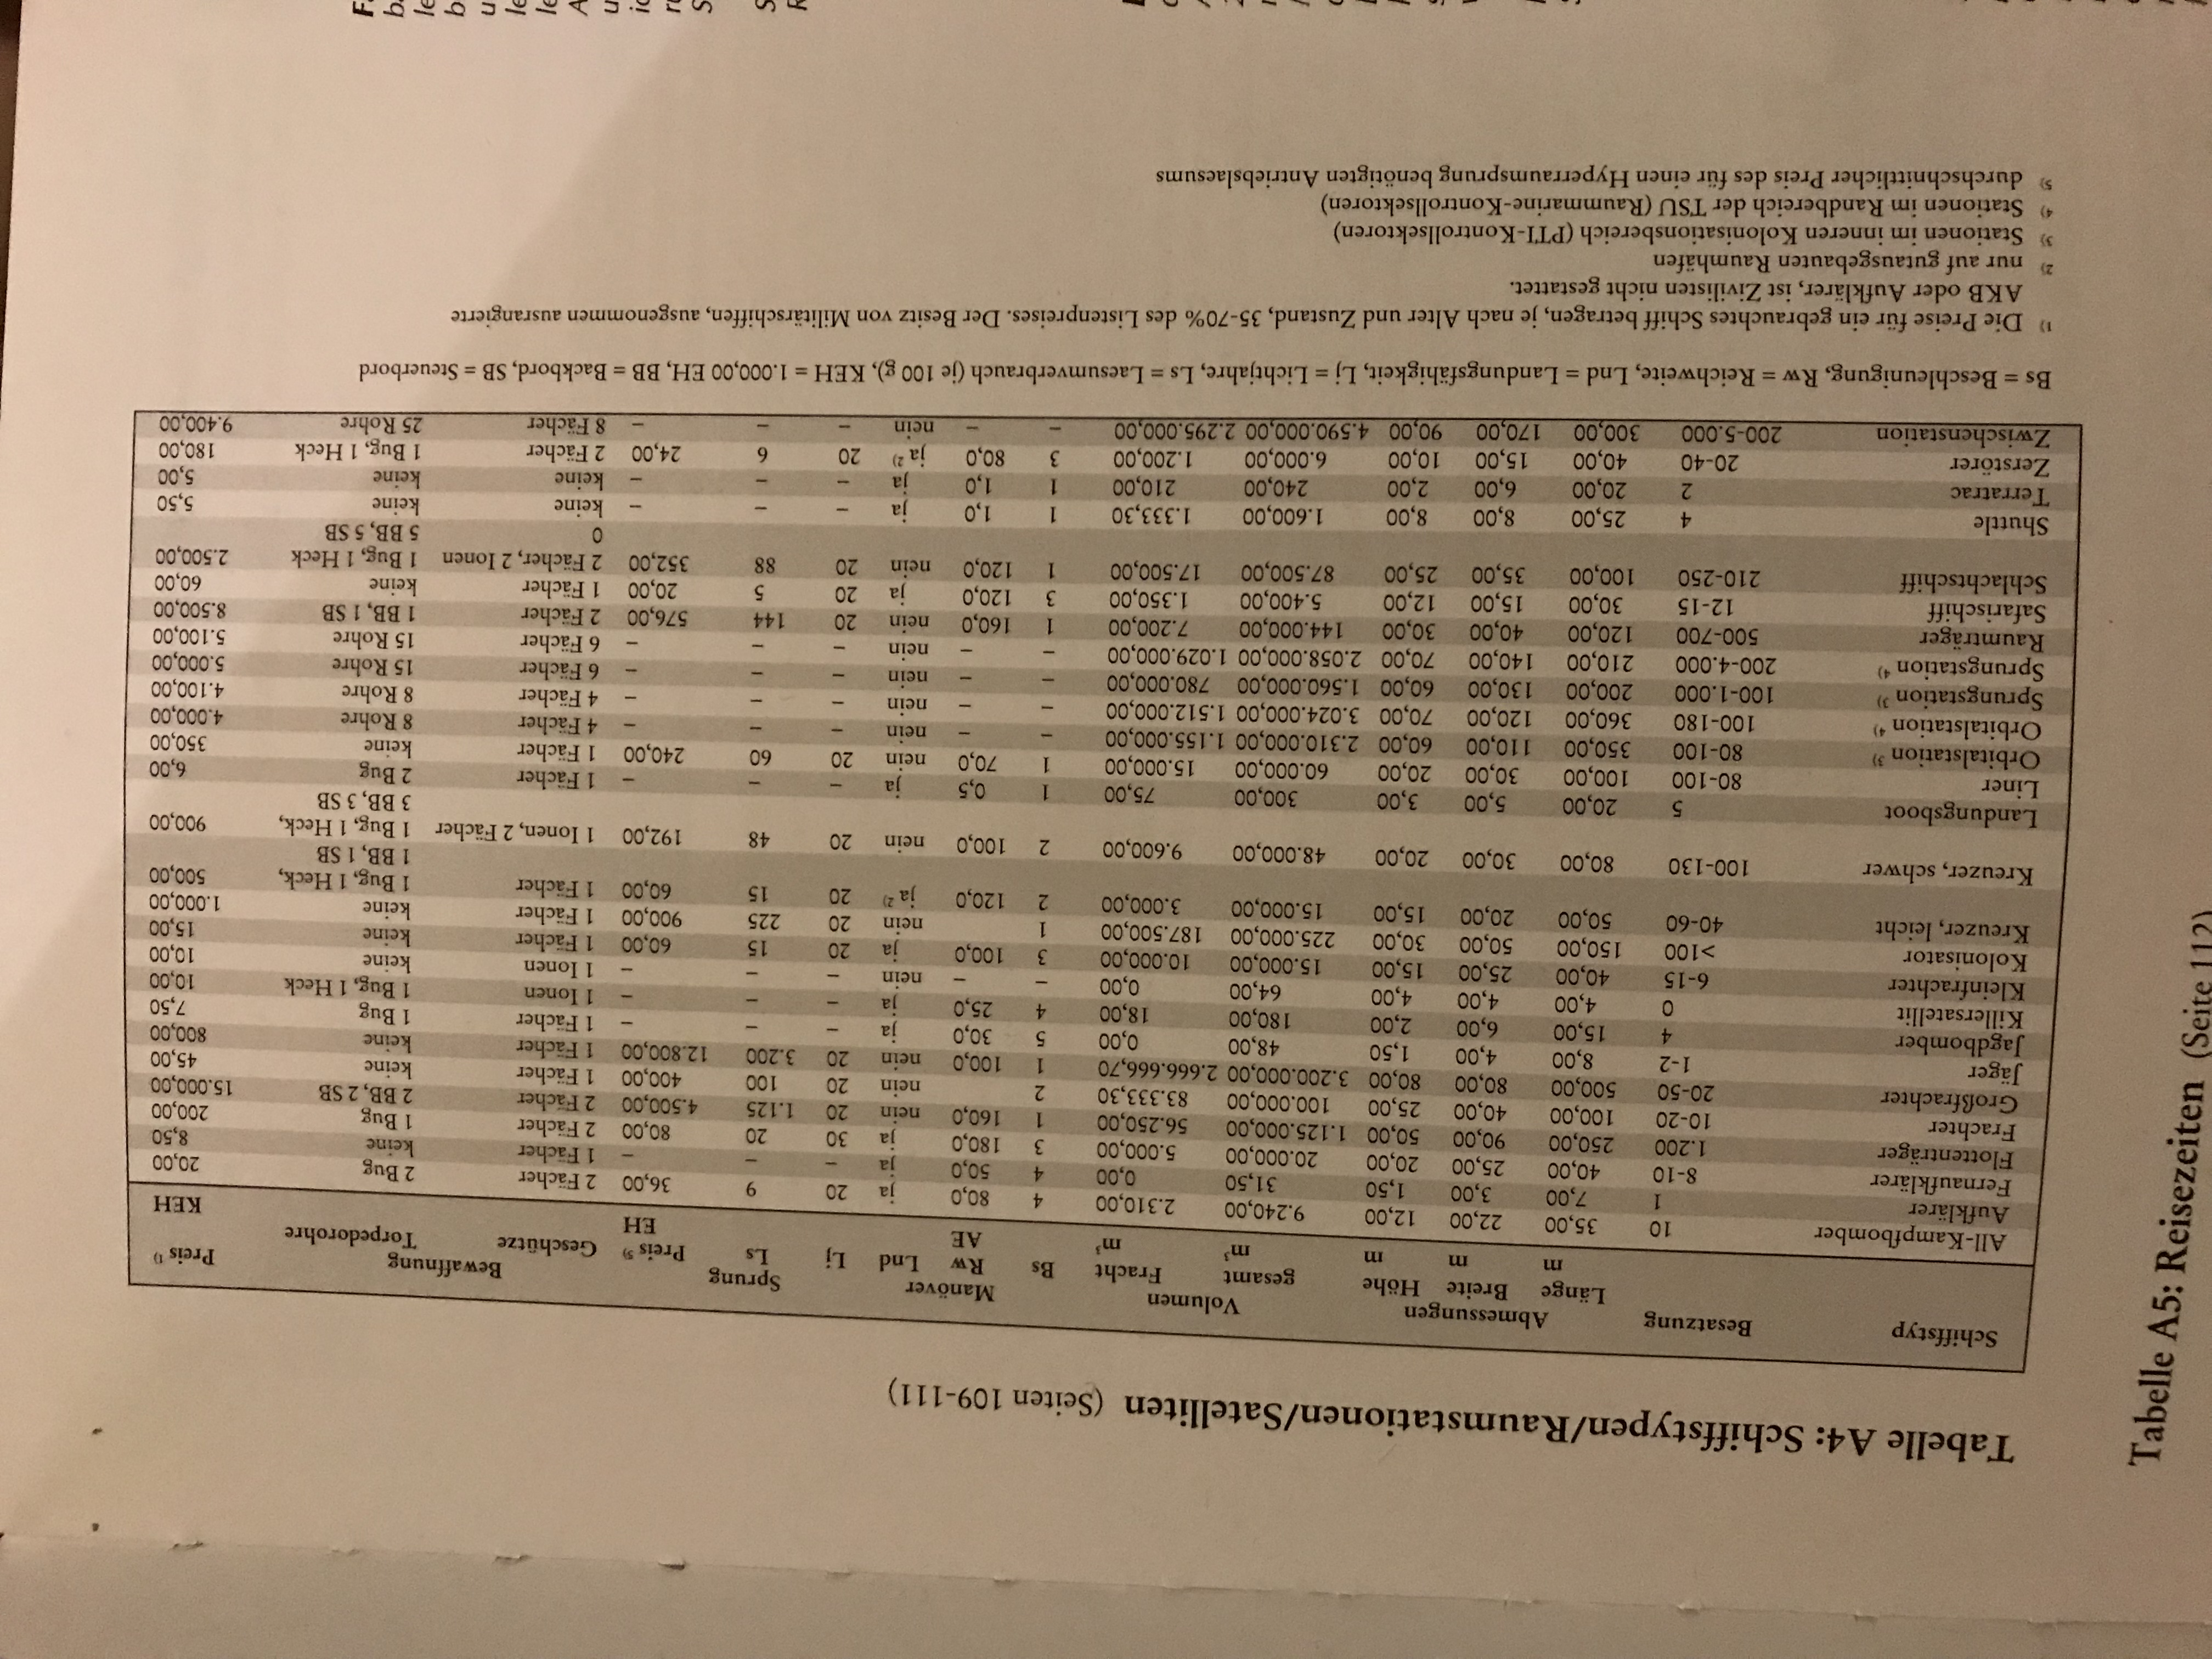 Tabelle A4: Schiffstypen/Raumstationen/Satelliten (Seiten 109-111)
Schiffstyp Besatzung Abmessungen Volumen Manöver Sprung Bewaffnung Preis ¹⁾
Länge Breite Höhe gesamt Fracht Bs Rw Lnd Lj Ls Preis ⁵⁾ Geschütze Torpedorohre
m m m m³ m³ AE EH KEH
All-Kampfbomber 10 35,00 22,00 12,00 9.240,00 2.310,00 4 80,0 ja 20 9 36,00 2 Fächer 2 Bug 20,00
Aufklärer 1 7,00 3,00 1,50 31,50 0,00 4 50,0 ja – – – 1 Fächer keine 8,50
Fernaufklärer 8-10 40,00 25,00 20,00 20.000,00 5.000,00 3 180,0 ja 30 20 80,00 2 Fächer 1 Bug 200,00
Flottenträger 1.200 250,00 90,00 50,00 1.125.000,00 56.250,00 1 160,0 nein 20 1.125 4.500,00 2 Fächer 2 BB, 2 SB 15.000,00
Frachter 10-20 100,00 40,00 25,00 100.000,00 83.333,30 2 nein 20 100 400,00 1 Fächer keine 45,00
Großfrachter 20-50 500,00 80,00 80,00 3.200.000,00 2.666.666,70 1 100,0 nein 20 3.200 12.800,00 1 Fächer keine 800,00
Jäger 1-2 8,00 4,00 1,50 48,00 0,00 5 30,0 ja – – – 1 Fächer 1 Bug 7,50
Jagdbomber 4 15,00 6,00 2,00 180,00 18,00 4 25,0 ja – – – 1 Ionen 1 Bug, 1 Heck 10,00
Killersatellit 0 4,00 4,00 4,00 64,00 0,00 – – nein – – – 1 Ionen keine 10,00
Kleinfrachter 6-15 40,00 25,00 15,00 15.000,00 10.000,00 3 100,0 ja 20 15 60,00 1 Fächer keine 15,00
Kolonisator >100 150,00 50,00 30,00 225.000,00 187.500,00 1 nein 20 225 900,00 1 Fächer keine 1.000,00
Kreuzer, leicht 40-60 50,00 20,00 15,00 15.000,00 3.000,00 2 120,0 ja ²⁾ 20 15 60,00 1 Fächer 1 Bug, 1 Heck, 500,00
1 BB, 1 SB
Kreuzer, schwer 100-130 80,00 30,00 20,00 48.000,00 9.600,00 2 100,0 nein 20 48 192,00 1 Ionen, 2 Fächer 1 Bug, 1 Heck, 900,00
3 BB, 3 SB
Landungsboot 5 20,00 5,00 3,00 300,00 75,00 1 0,5 ja – – – 1 Fächer 2 Bug 6,00
Liner 80-100 100,00 30,00 20,00 60.000,00 15.000,00 1 70,0 nein 20 60 240,00 1 Fächer keine 350,00
Orbitalstation ³⁾ 80-100 350,00 110,00 60,00 2.310.000,00 1.155.000,00 – – nein – – – 4 Fächer 8 Rohre 4.000,00
Orbitalstation ⁴⁾ 100-180 360,00 120,00 70,00 3.024.000,00 1.512.000,00 – – nein – – – 4 Fächer 8 Rohre 4.100,00
Sprungstation ³⁾ 100-1.000 200,00 130,00 60,00 1.560.000,00 780.000,00 – – nein – – – 6 Fächer 15 Rohre 5.000,00
Sprungstation ⁴⁾ 200-4.000 210,00 140,00 70,00 2.058.000,00 1.029.000,00 – – nein – – – 6 Fächer 15 Rohre 5.100,00
Raumträger 500-700 120,00 40,00 30,00 144.000,00 7.200,00 1 160,0 nein 20 144 576,00 2 Fächer 1 BB, 1 SB 8.500,00
Safarischiff 12-15 30,00 15,00 12,00 5.400,00 1.350,00 3 120,0 ja 20 5 20,00 1 Fächer keine 60,00
Schlachtschiff 210-250 100,00 35,00 25,00 87.500,00 17.500,00 1 120,0 nein 20 88 352,00 2 Fächer, 2 Ionen 1 Bug, 1 Heck 2.500,00
0 5 BB, 5 SB
Shuttle 4 25,00 8,00 8,00 1.600,00 1.333,30 1 1,0 ja – – – keine keine 5,50
Terratrac 2 20,00 6,00 2,00 240,00 210,00 1 1,0 ja – – – keine keine 5,00
Zerstörer 20-40 40,00 15,00 10,00 6.000,00 1.200,00 3 80,0 ja ²⁾ 20 6 24,00 2 Fächer 1 Bug, 1 Heck 180,00
Zwischenstation 200-5.000 300,00 170,00 90,00 4.590.000,00 2.295.000,00 – – nein – – – 8 Fächer 25 Rohre 9.400,00
Bs = Beschleunigung, Rw = Reichweite, Lnd = Landungsfähigkeit, Lj = Lichtjahre, Ls = Laesumverbrauch (je 100 g), KEH = 1.000,00 EH, BB = Backbord, SB = Steuerbord
¹⁾ Die Preise für ein gebrauchtes Schiff betragen, je nach Alter und Zustand, 35-70% des Listenpreises. Der Besitz von Militärschiffen, ausgenommen ausrangierte
AKB oder Aufklärer, ist Zivilisten nicht gestattet.
²⁾ nur auf gutausgebauten Raumhäfen
³⁾ Stationen im inneren Kolonisationsbereich (PTI-Kontrollsektoren)
⁴⁾ Stationen im Randbereich der TSU (Raummarine-Kontrollsektoren)
⁵⁾ durchschnittlicher Preis des für einen Hyperraumsprung benötigten Antriebslaesums
Tabelle A5: Reisezeiten (Seite 112)